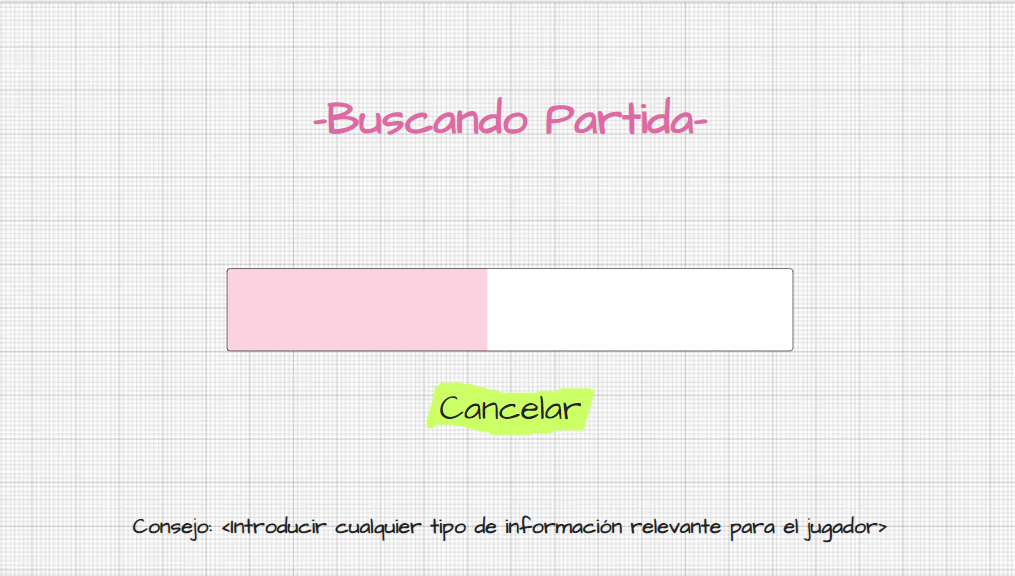 -Buscando Partida-
Cancelar
Consejo: <Introducir cualquier tipo de información relevante para el jugador>